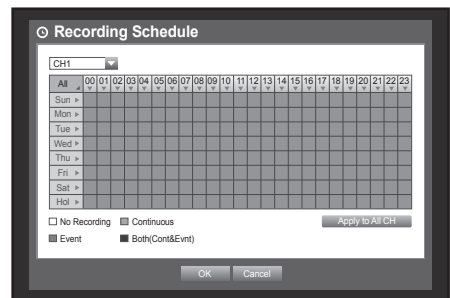 Recording Schedule
CH1
All 00 01 02 03 04 05 06 07 08 09 10 11 12 13 14 15 16 17 18 19 20 21 22 23
Sun
Mon
Tue
Wed
Thu
Fri
Sat
Hol
No Recording Continuous Apply to All CH
Event Both(Cont&Evnt)
OK Cancel